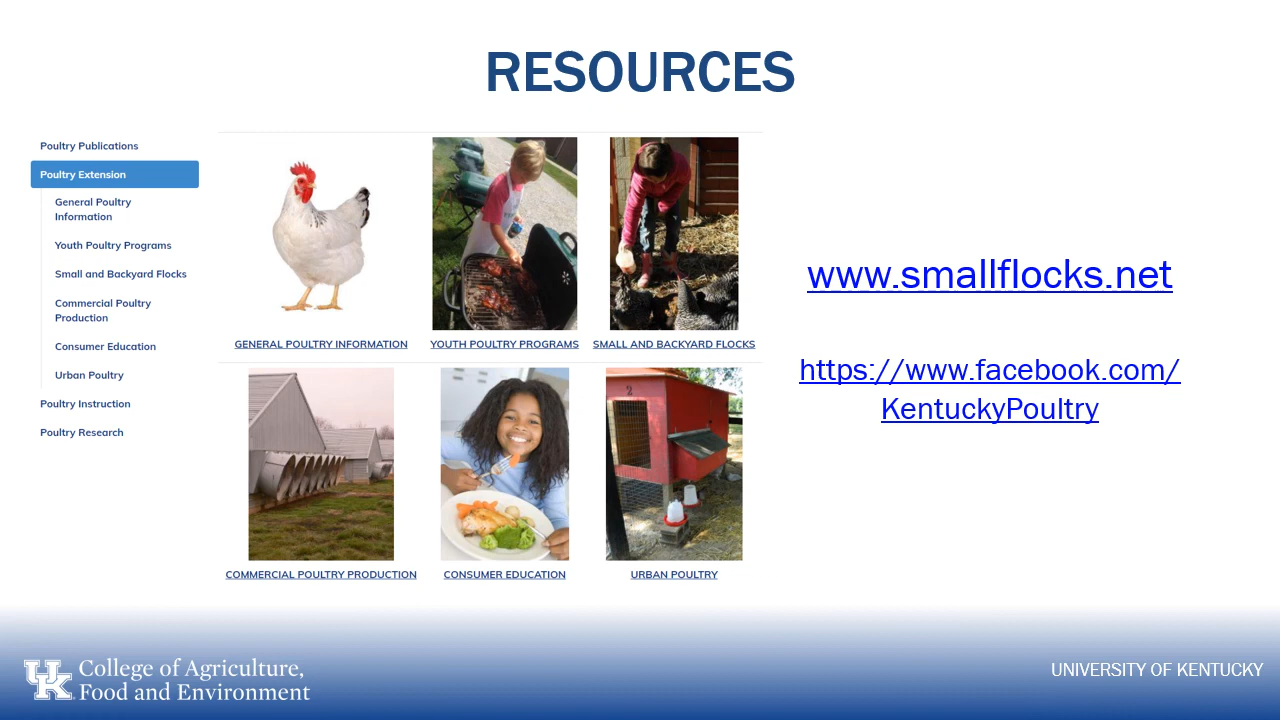 RESOURCES
Poultry Publications
Poultry Extension
General Poultry
Information
Youth Poultry Programs
Small and Backyard Flocks
Commercial Poultry
Production
Consumer Education
Urban Poultry
Poultry Instruction
Poultry Research
GENERAL POULTRY INFORMATION
YOUTH POULTRY PROGRAMS
SMALL AND BACKYARD FLOCKS
COMMERCIAL POULTRY PRODUCTION
CONSUMER EDUCATION
URBAN POULTRY
www.smallflocks.net
https://www.facebook.com/
KentuckyPoultry
UK College of Agriculture,
Food and Environment
UNIVERSITY OF KENTUCKY